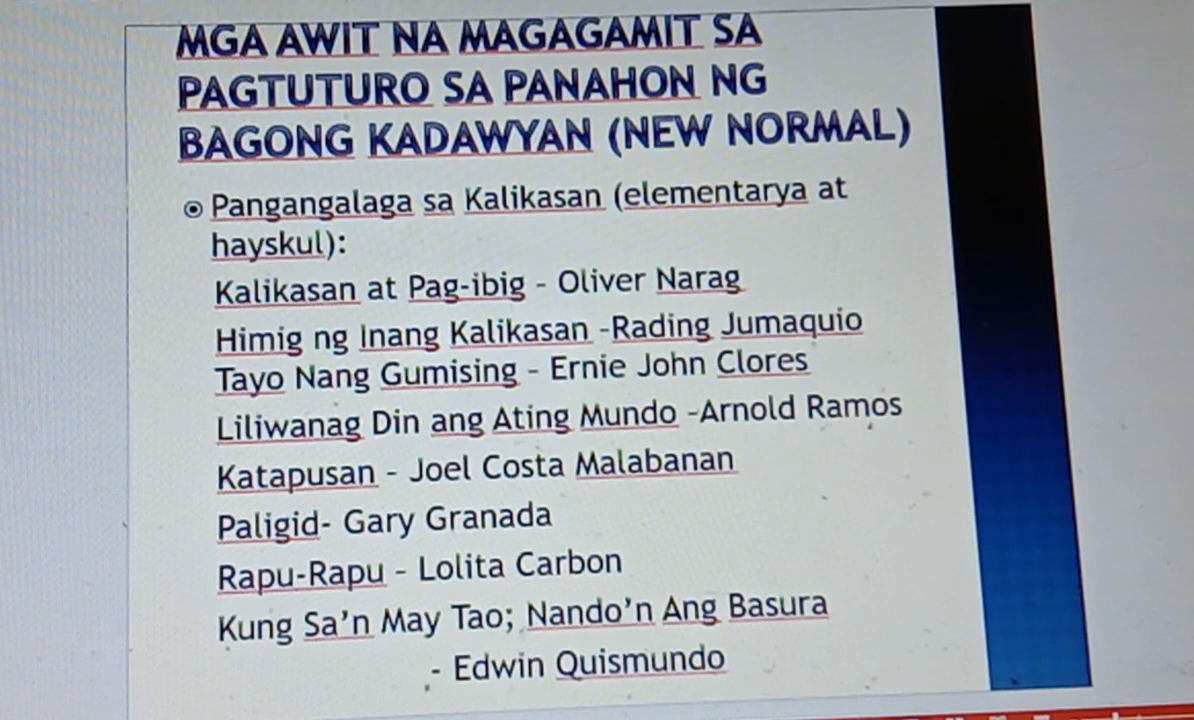 MGA AWIT NA MAGAGAMIT SA
PAGTUTURO SA PANAHON NG
BAGONG KADAWYAN (NEW NORMAL)
Pangangalaga sa Kalikasan (elementarya at
hayskul):
Kalikasan at Pag-ibig - Oliver Narag
Himig ng Inang Kalikasan -Rading Jumaquio
Tayo Nang Gumising - Ernie John Clores
Liliwanag Din ang Ating Mundo -Arnold Ramos
Katapusan - Joel Costa Malabanan
Paligid- Gary Granada
Rapu-Rapu - Lolita Carbon
Kung Sa'n May Tao; Nando'n Ang Basura
- Edwin Quismundo